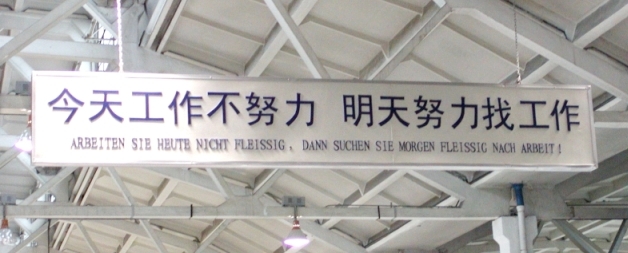 今天工作不努力 明天努力找工作
ARBEITEN SIE HEUTE NICHT FLEISSIG, DANN SUCHEN SIE MORGEN FLEISSIG NACH ARBEIT!